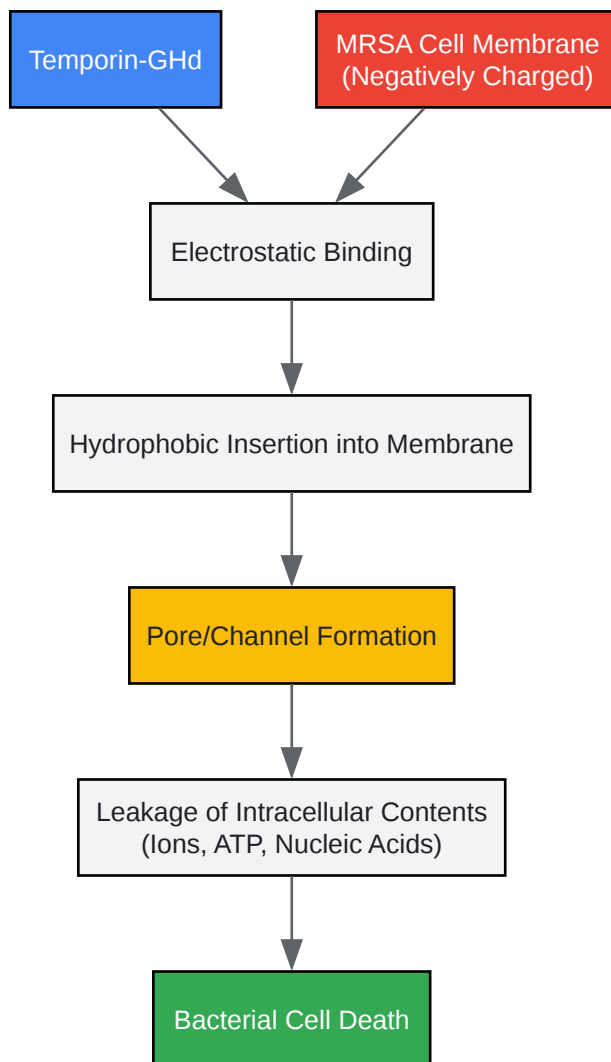 Temporin-GHd
MRSA Cell Membrane
(Negatively Charged)
Electrostatic Binding
Hydrophobic Insertion into Membrane
Pore/Channel Formation
Leakage of Intracellular Contents
(Ions, ATP, Nucleic Acids)
Bacterial Cell Death